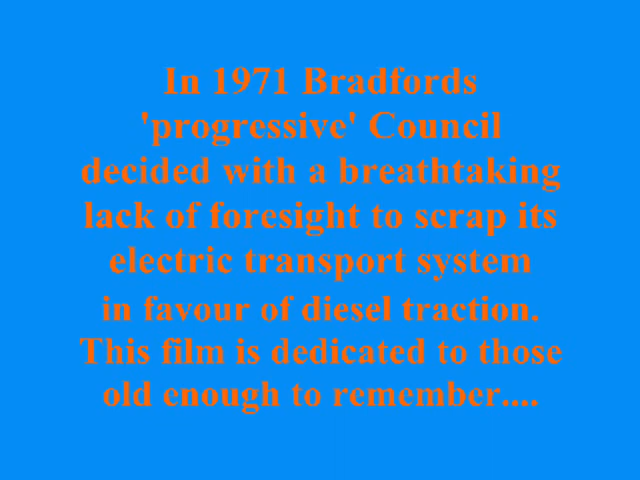 In 1971 Bradfords
'progressive' Council
decided with a breathtaking
lack of foresight to scrap its
electric transport system
in favour of diesel traction.
This film is dedicated to those
old enough to remember....